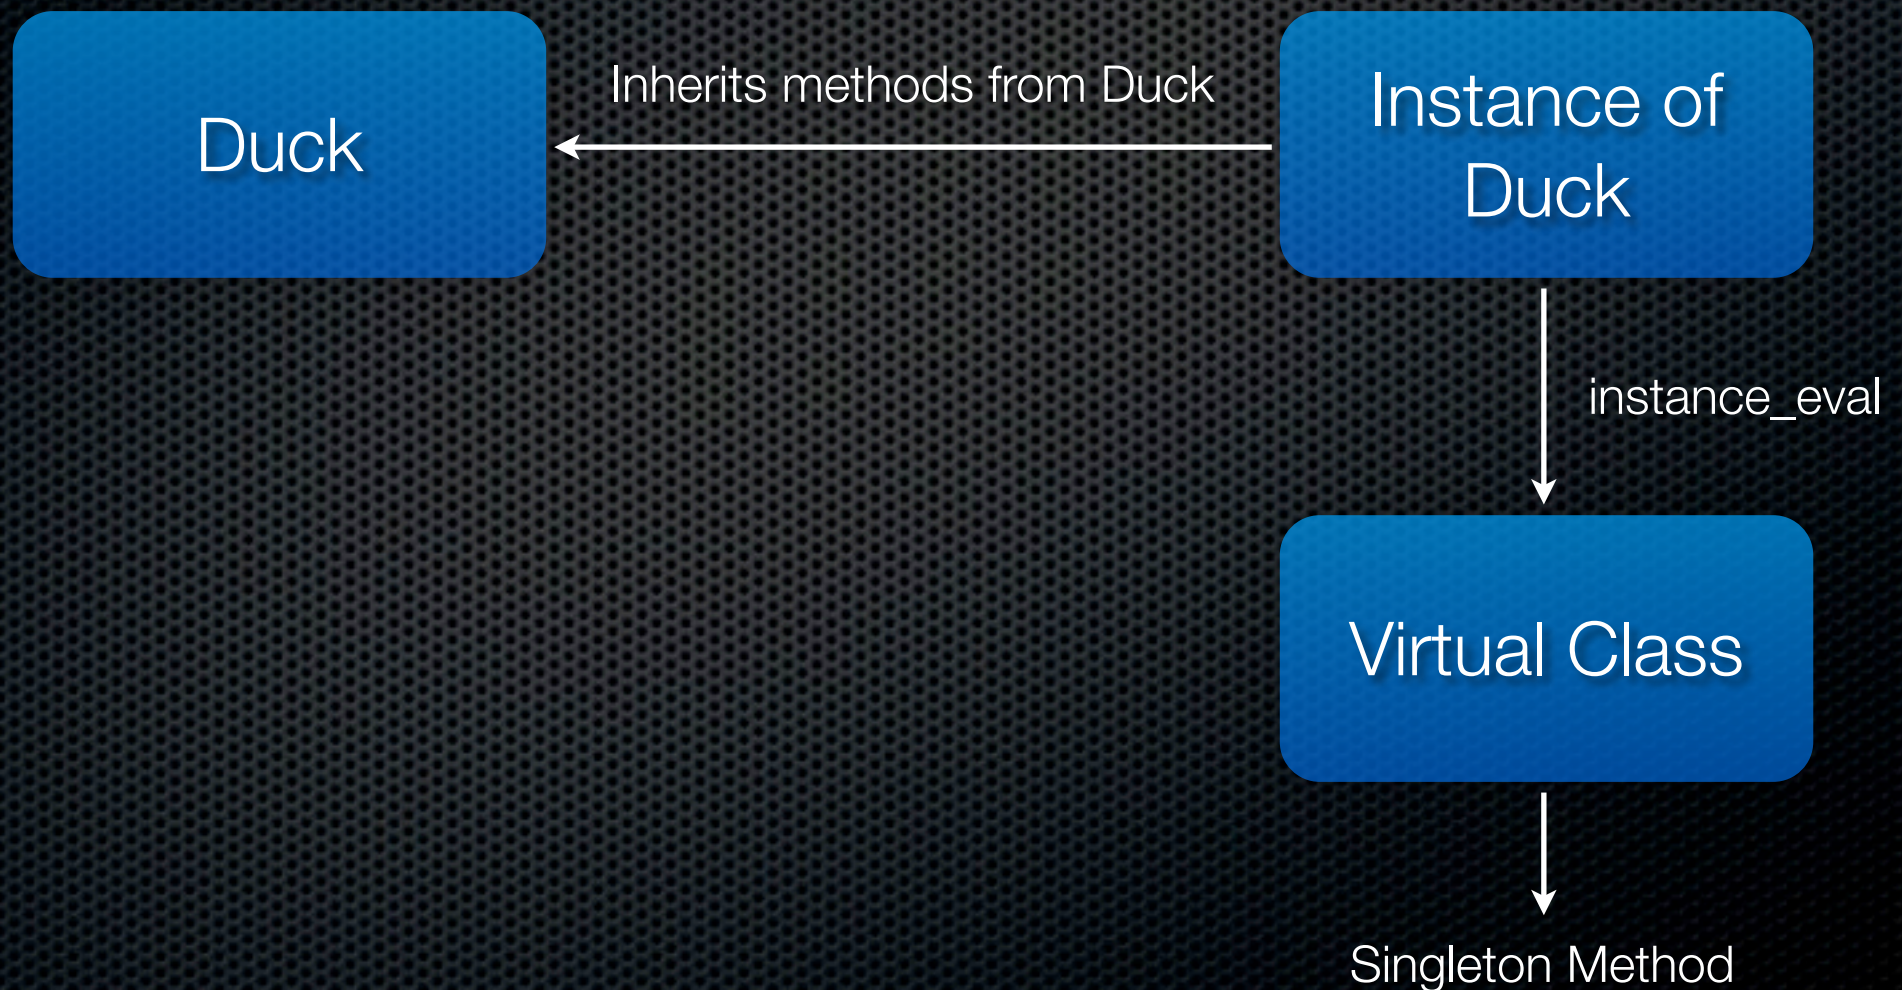 Duck
Inherits methods from Duck
Instance of
Duck
instance_eval
Virtual Class
Singleton Method